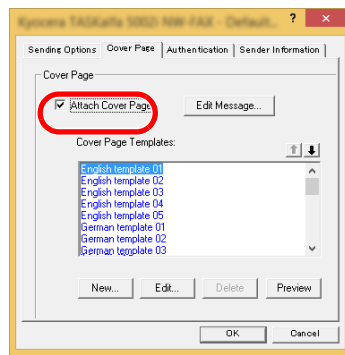 Kyocera TASKalfa 5002i NW-FAX - Default... ? ×
Sending Options Cover Page Authentication Sender Information
Cover Page
Attach Cover Page Edit Message...
Cover Page Templates:
English template 01
English template 02
English template 03
English template 04
English template 05
German template 01
German template 02
German template 03
New... Edit... Delete Preview
OK Cancel